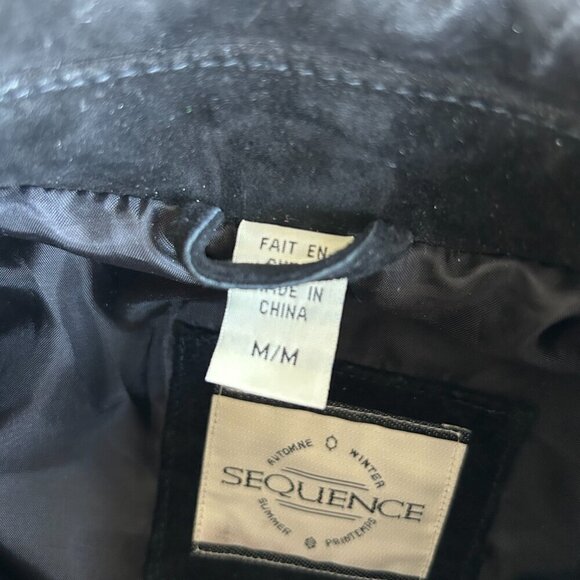 FAIT EN
MADE IN
CHINA
M/M
AUTOMNE WINTER
SEQUENCE
SUMMER PRINTEMPS